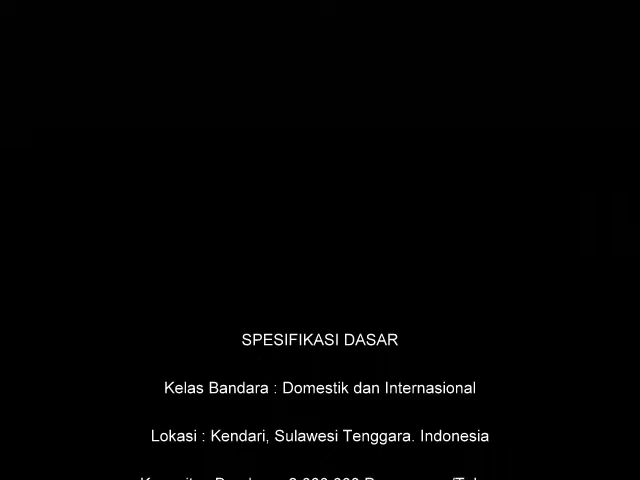 SPESIFIKASI DASAR
Kelas Bandara : Domestik dan Internasional
Lokasi : Kendari, Sulawesi Tenggara. Indonesia